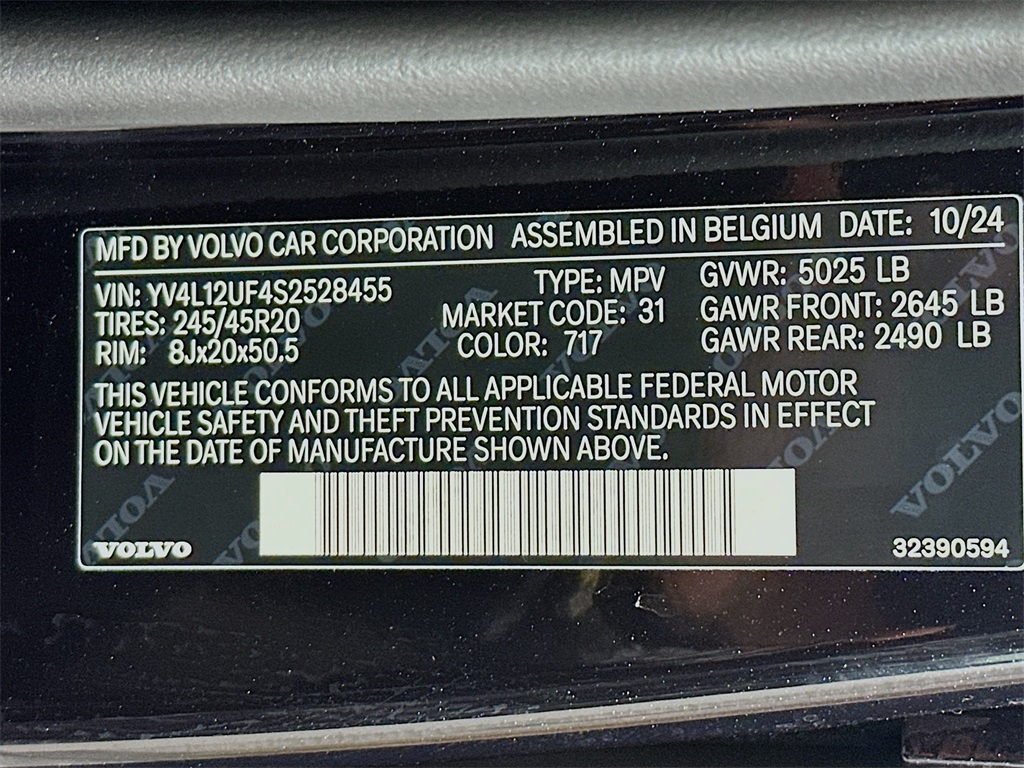 MFD BY VOLVO CAR CORPORATION ASSEMBLED IN BELGIUM DATE: 10/24
VIN: YV4L12UF4S2528455 TYPE: MPV GVWR: 5025 LB
TIRES: 245/45R20 MARKET CODE: 31 GAWR FRONT: 2645 LB
RIM: 8Jx20x50.5 COLOR: 717 GAWR REAR: 2490 LB
THIS VEHICLE CONFORMS TO ALL APPLICABLE FEDERAL MOTOR
VEHICLE SAFETY AND THEFT PREVENTION STANDARDS IN EFFECT
ON THE DATE OF MANUFACTURE SHOWN ABOVE.
VOLVO
VOLVO 32390594